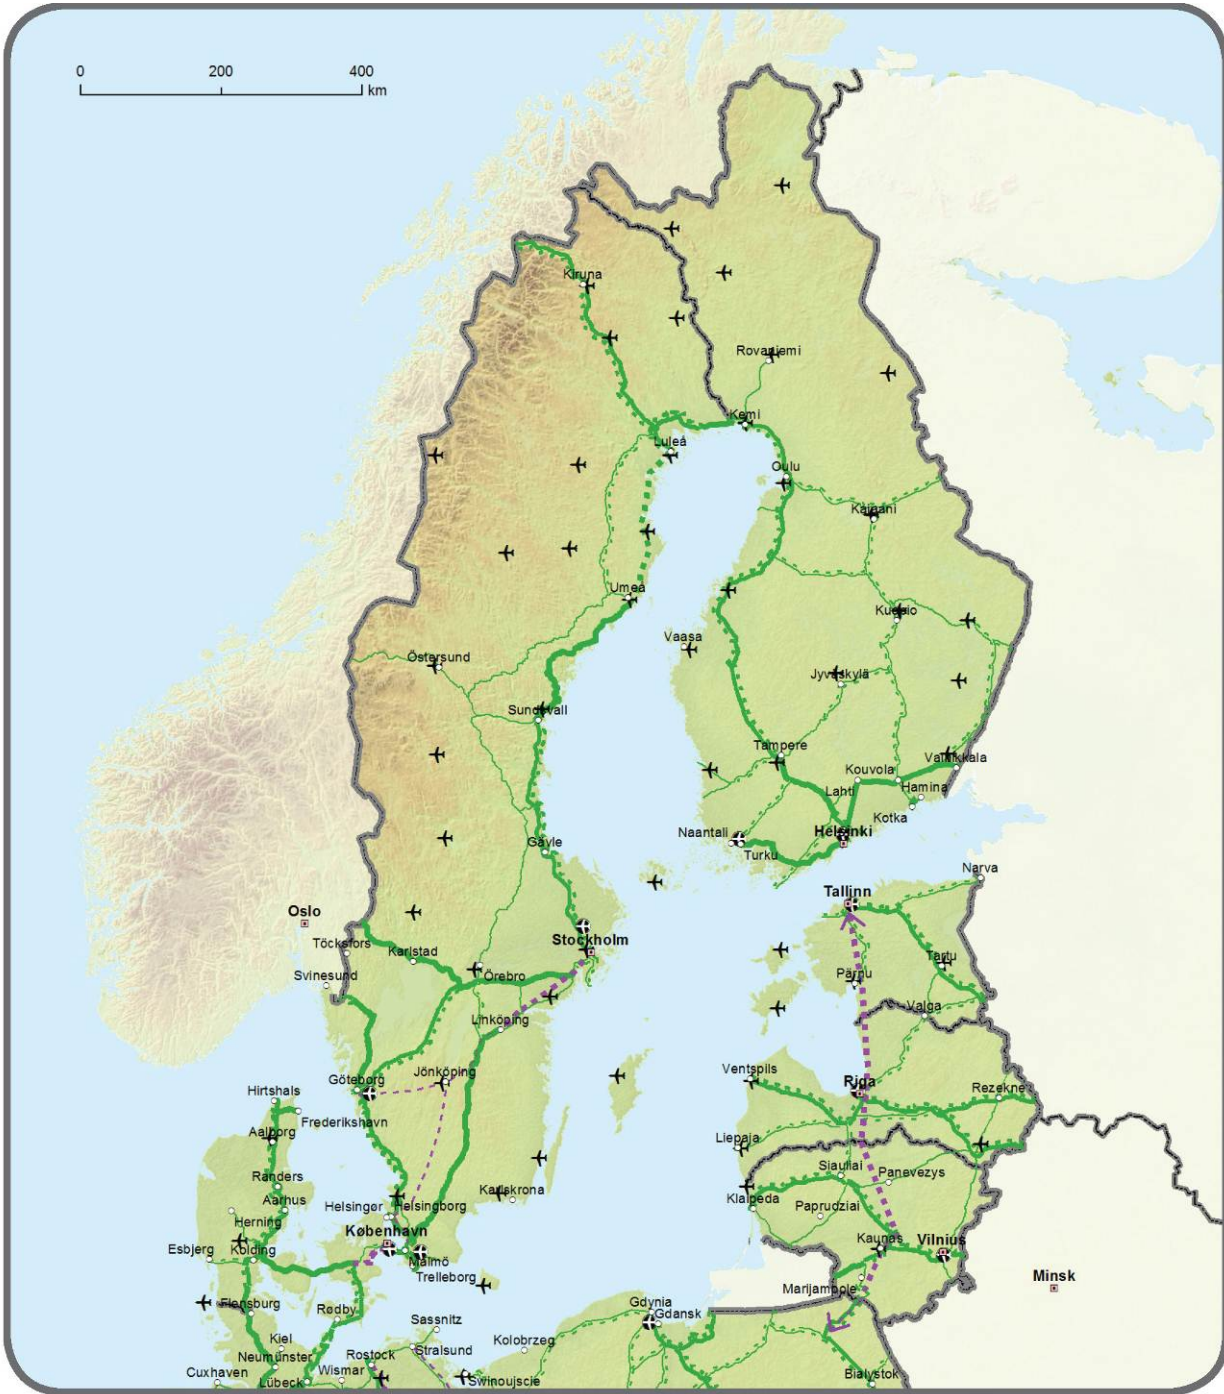 0 200 400
km
Kiruna
Rovaniemi
Kemi
Luleå
Oulu
Kajaani
Umeå
Kuopio
Vaasa
Östersund
Jyväskylä
Sundsvall
Tampere
Vainikkala
Kouvola
Lahti
Hamina
Kotka
Naantali
Helsinki
Gävle
Turku
Narva
Tallinn
Oslo
Stockholm
Töcksfors
Karlstad
Örebro
Tartu
Svinesund
Pärnu
Valga
Linköping
Ventspils
Jönköping
Göteborg
Riga
Rezekne
Hirtshals
Frederikshavn
Aalborg
Liepaja
Siauliai
Panevezys
Randers
Karlskrona
Klaipeda
Aarhus
Helsingør
Helsingborg
Paprudziai
Herning
København
Kaunas
Vilnius
Esbjerg
Kolding
Malmö
Trelleborg
Minsk
Marijampole
Flensburg
Rødby
Gdynia
Gdansk
Sassnitz
Kolobrzeg
Kiel
Stralsund
Neumünster
Rostock
Cuxhaven
Wismar
Lübeck
Swinoujscie
Bialystok